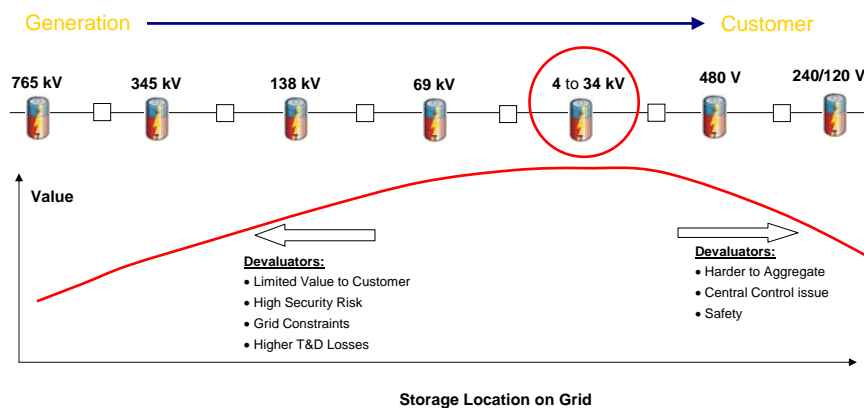 Generation
Customer
765 kV
345 kV
138 kV
69 kV
4 to 34 kV
480 V
240/120 V
Value
Devaluators:
• Limited Value to Customer
• High Security Risk
• Grid Constraints
• Higher T&D Losses
Devaluators:
• Harder to Aggregate
• Central Control issue
• Safety
Storage Location on Grid